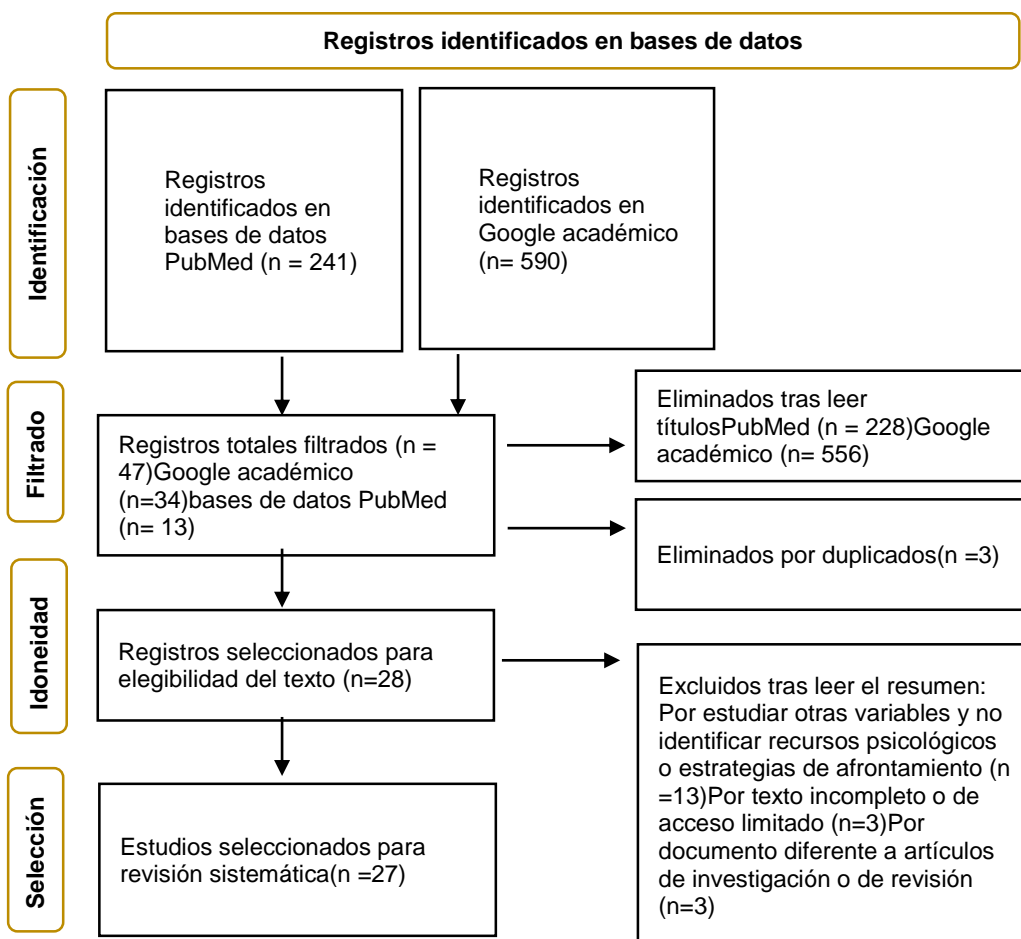 Registros identificados en bases de datos
Identificación
Registros
identificados en
bases de datos
PubMed (n = 241)
Registros
identificados en
Google académico
(n= 590)
Filtrado
Registros totales filtrados (n =
47)Google académico
(n=34)bases de datos PubMed
(n= 13)
Eliminados tras leer
títulosPubMed (n = 228)Google
académico (n= 556)
Eliminados por duplicados(n =3)
Idoneidad
Registros seleccionados para
elegibilidad del texto (n=28)
Excluidos tras leer el resumen:
Por estudiar otras variables y no
identificar recursos psicológicos
o estrategias de afrontamiento (n
=13)Por texto incompleto o de
acceso limitado (n=3)Por
documento diferente a artículos
de investigación o de revisión
(n=3)
Selección
Estudios seleccionados para
revisión sistemática(n =27)